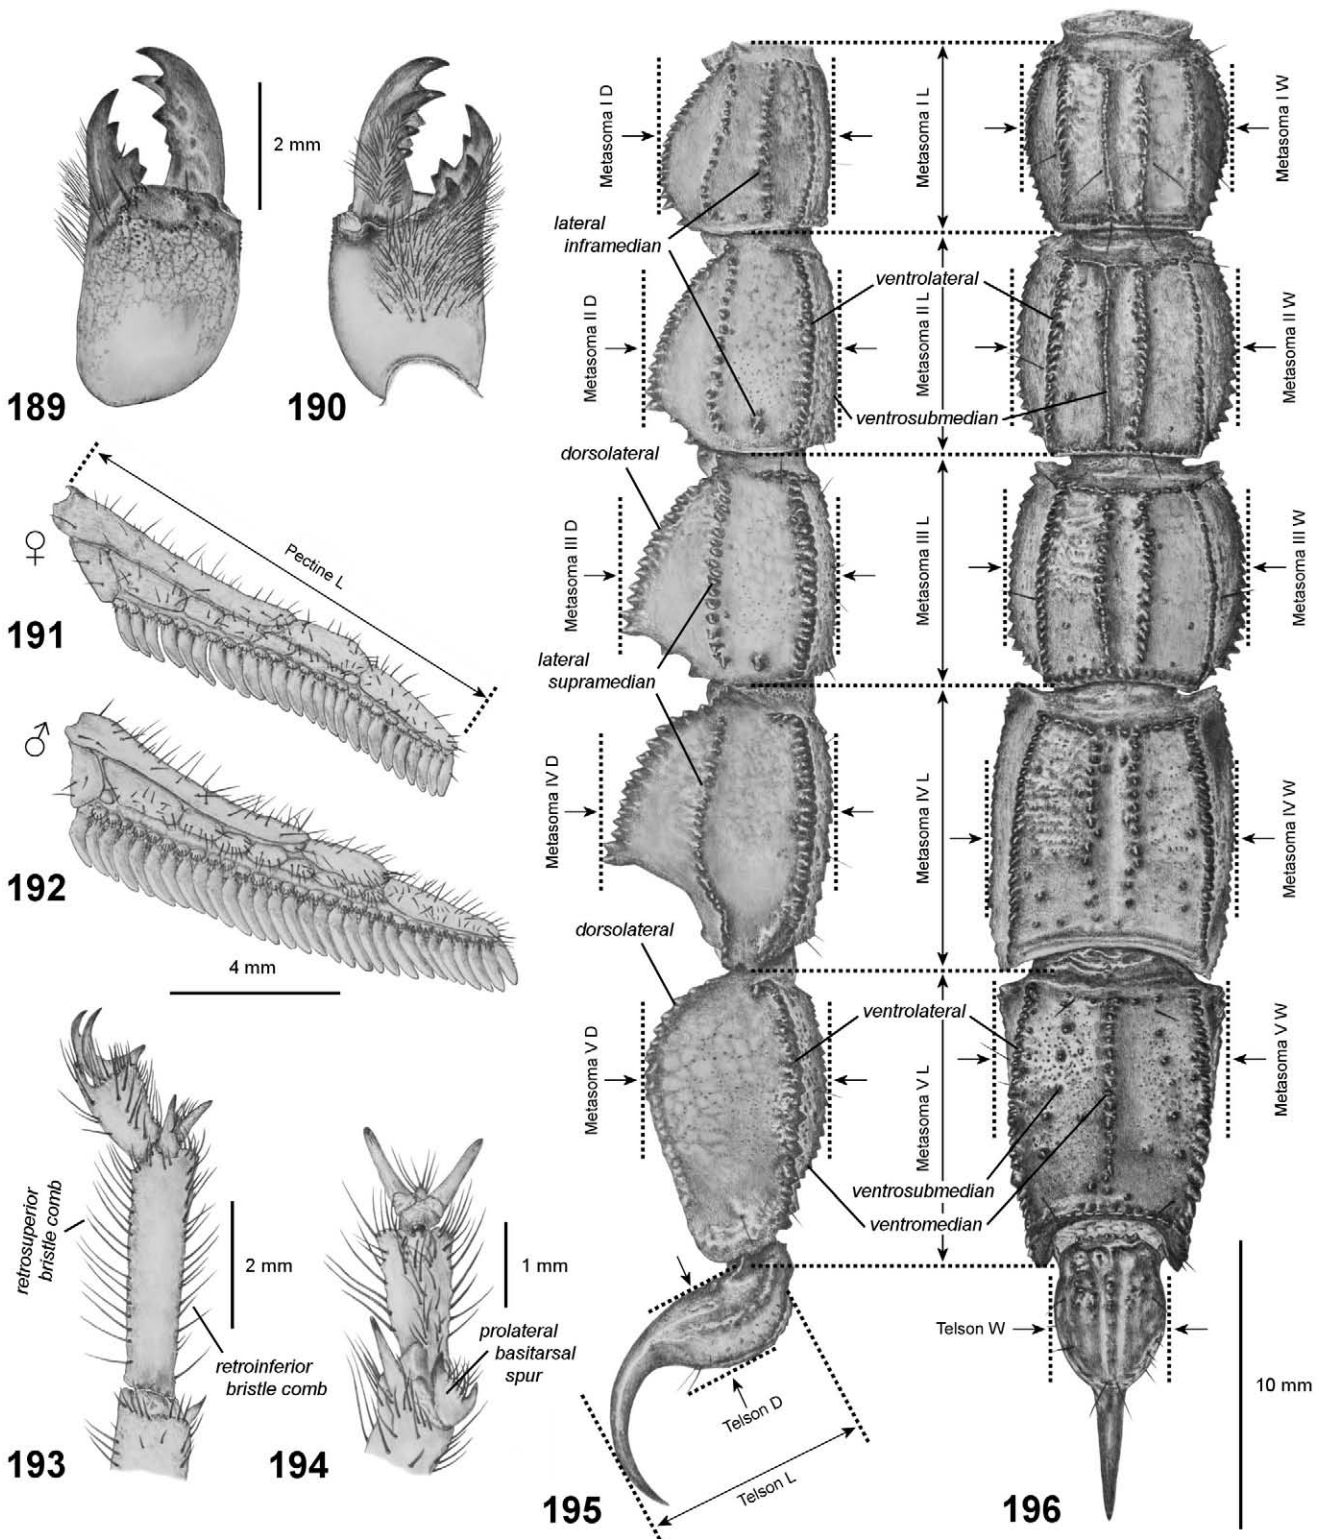 2 mm
189
190
♀
Pectine L
191
♂
192
4 mm
retrosuperior
bristle comb
2 mm
retroinferior
bristle comb
193
1 mm
prolateral
basitarsal
spur
194
Metasoma I D
lateral
inframedian
Metasoma II D
dorsolateral
Metasoma III D
lateral
supramedian
Metasoma IV D
dorsolateral
Metasoma V D
Telson D
Telson L
195
Metasoma I L
ventrolateral
Metasoma II L
ventrosubmedian
Metasoma III L
Metasoma IV L
ventrolateral
Metasoma V L
ventrosubmedian
ventromedian
Telson W
Metasoma I W
Metasoma II W
Metasoma III W
Metasoma IV W
Metasoma V W
10 mm
196